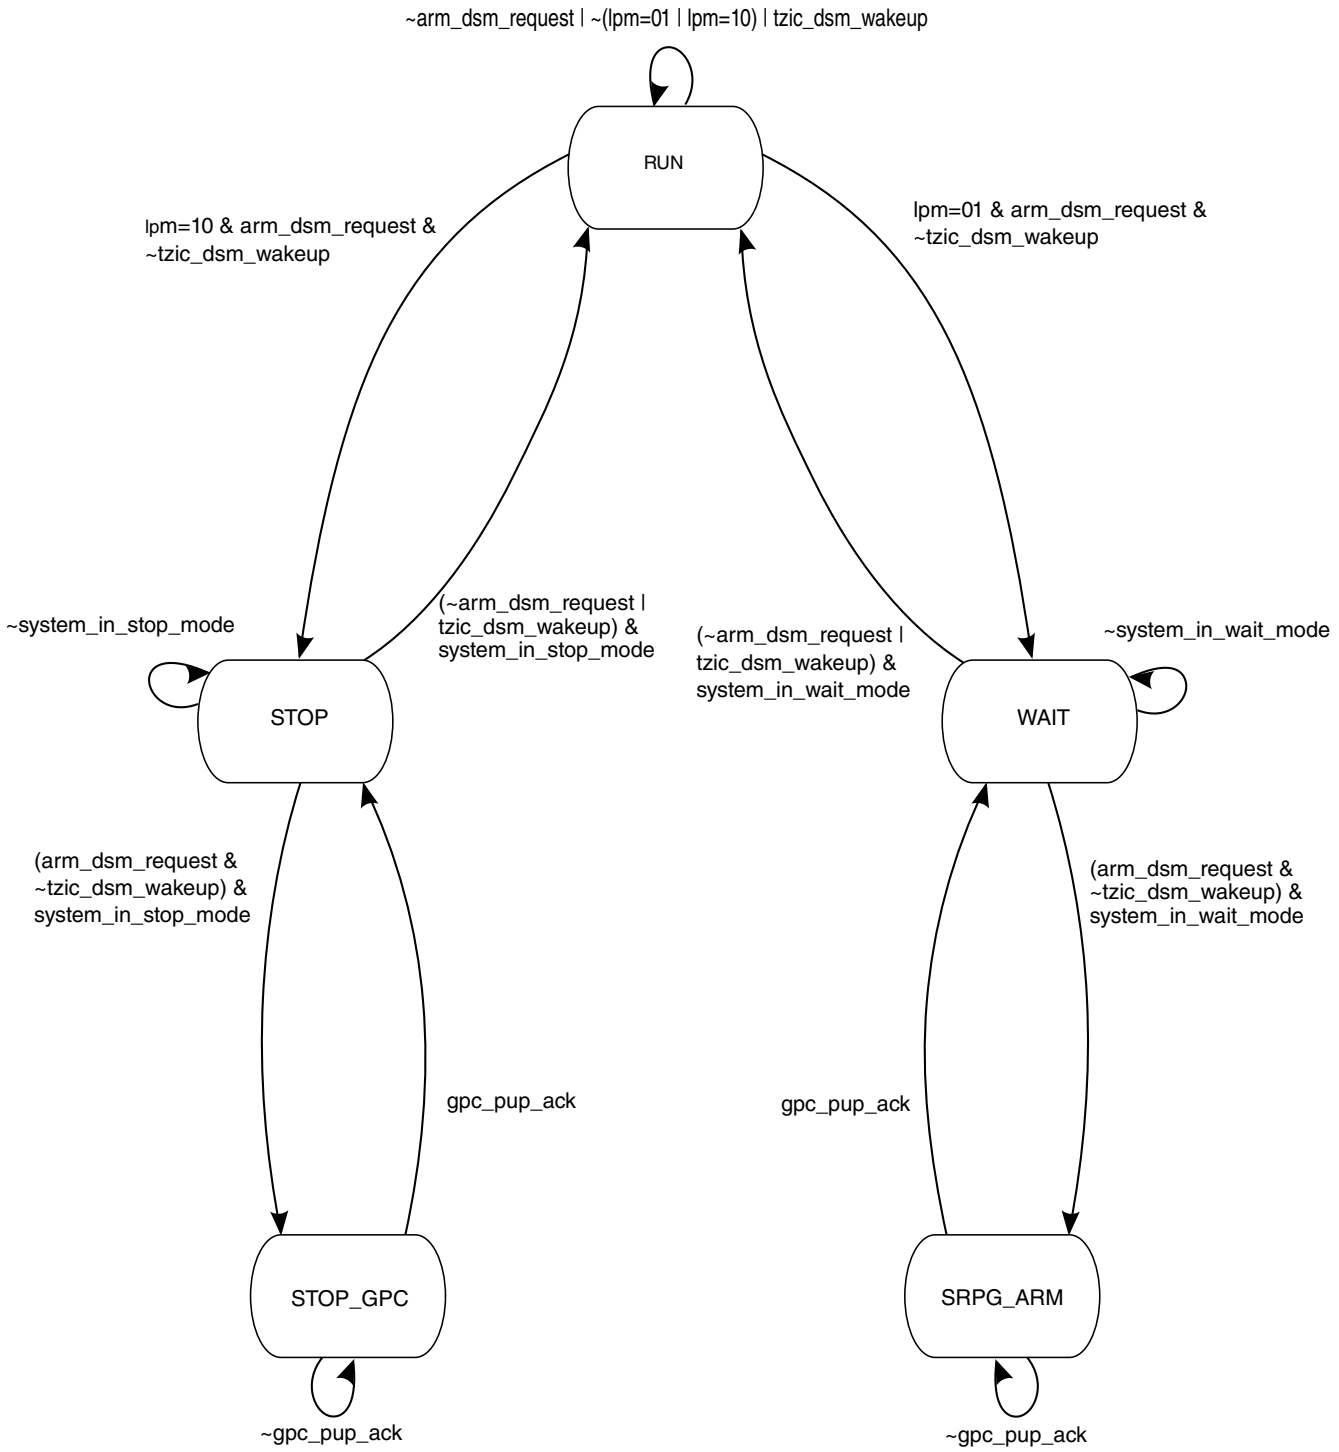 ~arm_dsm_request | ~(lpm=01 | lpm=10) | tzic_dsm_wakeup
RUN
lpm=10 & arm_dsm_request &
~tzic_dsm_wakeup
lpm=01 & arm_dsm_request &
~tzic_dsm_wakeup
~system_in_stop_mode
(~arm_dsm_request |
tzic_dsm_wakeup) &
system_in_stop_mode
(~arm_dsm_request |
tzic_dsm_wakeup) &
system_in_wait_mode
~system_in_wait_mode
STOP
WAIT
(arm_dsm_request &
~tzic_dsm_wakeup) &
system_in_stop_mode
(arm_dsm_request &
~tzic_dsm_wakeup) &
system_in_wait_mode
gpc_pup_ack
gpc_pup_ack
STOP_GPC
SRPG_ARM
~gpc_pup_ack
~gpc_pup_ack